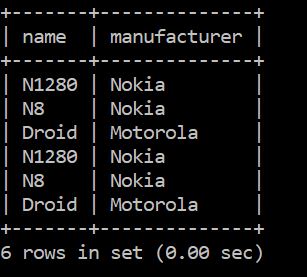 +-------+--------------+
| name  | manufacturer |
+-------+--------------+
| N1280 | Nokia        |
| N8    | Nokia        |
| Droid | Motorola     |
| N1280 | Nokia        |
| N8    | Nokia        |
| Droid | Motorola     |
+-------+--------------+
6 rows in set (0.00 sec)